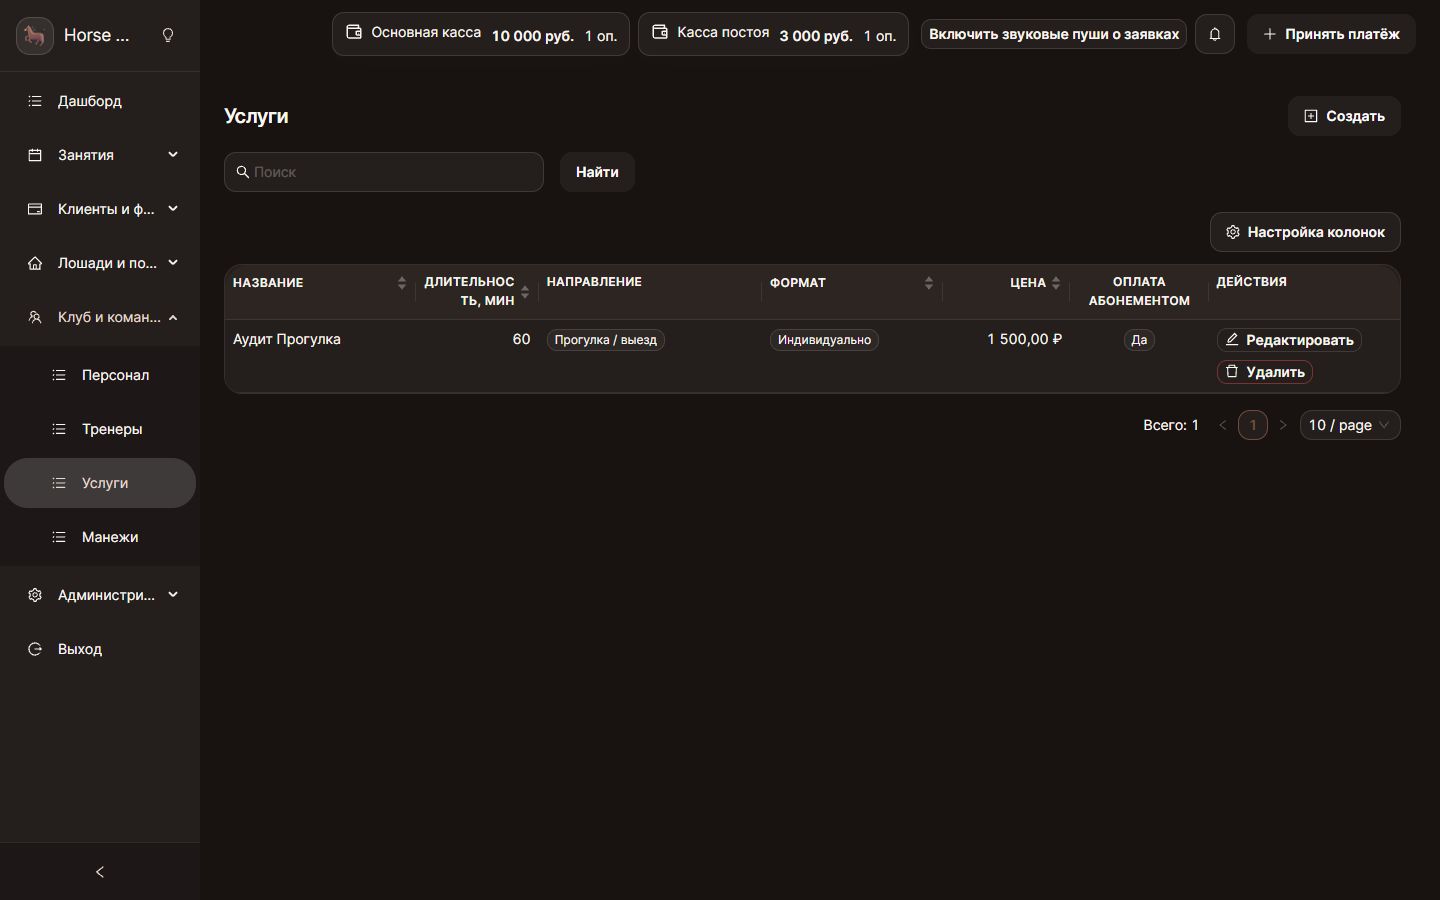 Horse ...
Основная касса 10 000 руб. 1 оп.
Касса постоя 3 000 руб. 1 оп.
Включить звуковые пуши о заявках
Принять платёж
Дашборд
Занятия
Клиенты и ф...
Лошади и по...
Клуб и коман...
Персонал
Тренеры
Услуги
Манежи
Администри...
Выход
Услуги
Создать
Поиск
Найти
Настройка колонок
НАЗВАНИЕ
ДЛИТЕЛЬНОС
ТЬ, МИН
НАПРАВЛЕНИЕ
ФОРМАТ
ЦЕНА
ОПЛАТА
АБОНЕМЕНТОМ
ДЕЙСТВИЯ
Аудит Прогулка
60
Прогулка / выезд
Индивидуально
1 500,00 ₽
Да
Редактировать
Удалить
Всего: 1
1
10 / page